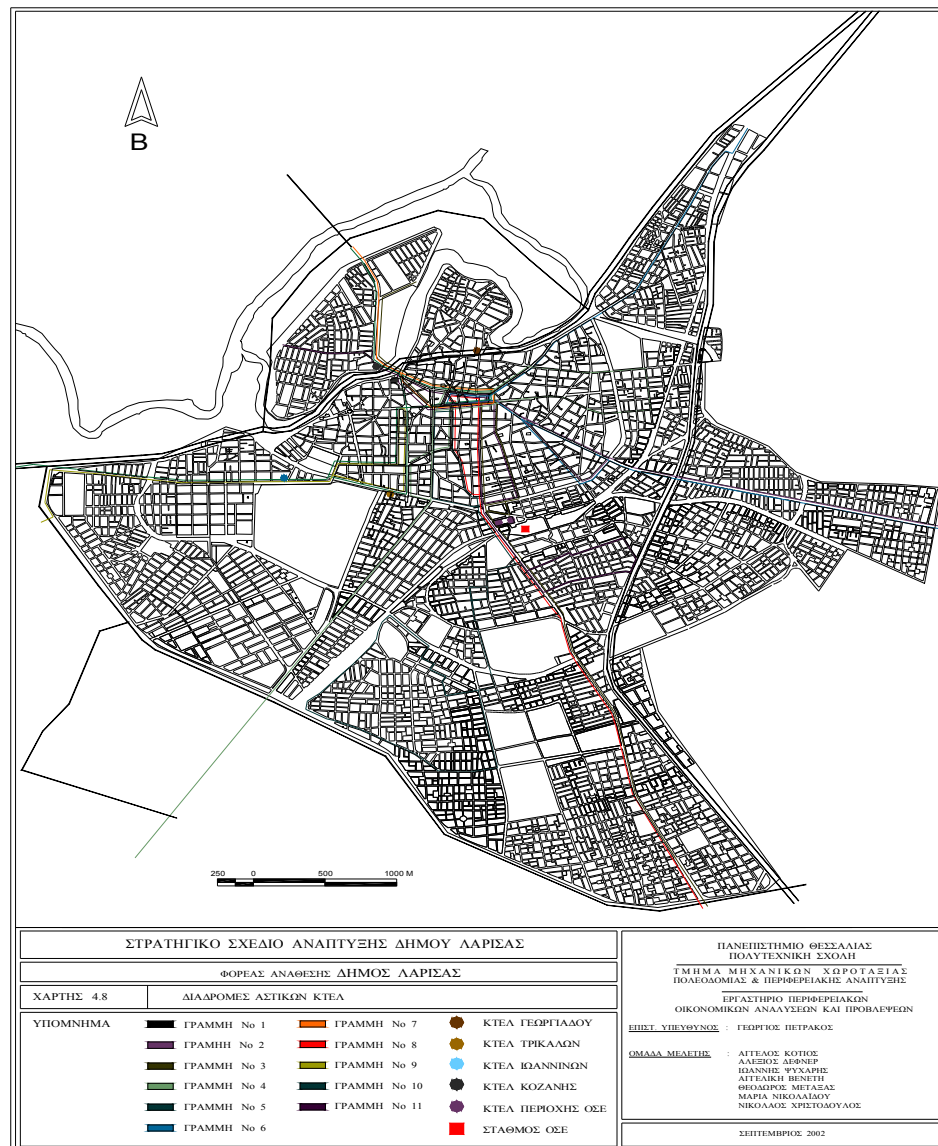 Β
250 0 500 1000 Μ
ΣΤΡΑΤΗΓΙΚΟ ΣΧΕΔΙΟ ΑΝΑΠΤΥΞΗΣ ΔΗΜΟΥ ΛΑΡΙΣΑΣ
ΦΟΡΕΑΣ ΑΝΑΘΕΣΗΣ ΔΗΜΟΣ ΛΑΡΙΣΑΣ
ΧΑΡΤΗΣ 4.8
ΔΙΑΔΡΟΜΕΣ ΑΣΤΙΚΩΝ ΚΤΕΛ
ΥΠΟΜΝΗΜΑ
ΓΡΑΜΜΗ No 1
ΓΡΑΜΗΗ No 2
ΓΡΑΜΜΗ No 3
ΓΡΑΜΜΗ No 4
ΓΡΑΜΜΗ No 5
ΓΡΑΜΜΗ No 6
ΓΡΑΜΜΗ No 7
ΓΡΑΜΜΗ No 8
ΓΡΑΜΜΗ No 9
ΓΡΑΜΜΗ No 10
ΓΡΑΜΜΗ No 11
ΚΤΕΛ ΓΕΩΡΓΙΑΔΟΥ
ΚΤΕΛ ΤΡΙΚΑΛΩΝ
ΚΤΕΛ ΙΩΑΝΝΙΝΩΝ
ΚΤΕΛ ΚΟΖΑΝΗΣ
ΚΤΕΛ ΠΕΡΙΟΧΗΣ ΟΣΕ
ΣΤΑΘΜΟΣ ΟΣΕ
ΠΑΝΕΠΙΣΤΗΜΙΟ ΘΕΣΣΑΛΙΑΣ
ΠΟΛΥΤΕΧΝΙΚΗ ΣΧΟΛΗ
ΤΜΗΜΑ ΜΗΧΑΝΙΚΩΝ ΧΩΡΟΤΑΞΙΑΣ
ΠΟΛΕΟΔΟΜΙΑΣ & ΠΕΡΙΦΕΡΕΙΑΚΗΣ ΑΝΑΠΤΥΞΗΣ
ΕΡΓΑΣΤΗΡΙΟ ΠΕΡΙΦΕΡΕΙΑΚΩΝ
ΟΙΚΟΝΟΜΙΚΩΝ ΑΝΑΛΥΣΕΩΝ ΚΑΙ ΠΡΟΒΛΕΨΕΩΝ
ΕΠΙΣΤ. ΥΠΕΥΘΥΝΟΣ : ΓΕΩΡΓΙΟΣ ΠΕΤΡΑΚΟΣ
ΟΜΑΔΑ ΜΕΛΕΤΗΣ : ΑΓΓΕΛΟΣ ΚΟΤΙΟΣ
ΑΛΕΞΙΟΣ ΔΕΦΝΕΡ
ΙΩΑΝΝΗΣ ΨΥΧΑΡΗΣ
ΑΓΓΕΛΙΚΗ ΒΕΝΕΤΗ
ΘΕΟΔΩΡΟΣ ΜΕΤΑΞΑΣ
ΜΑΡΙΑ ΝΙΚΟΛΑΪΔΟΥ
ΝΙΚΟΛΑΟΣ ΧΡΙΣΤΟΔΟΥΛΟΣ
ΣΕΠΤΕΜΒΡΙΟΣ 2002